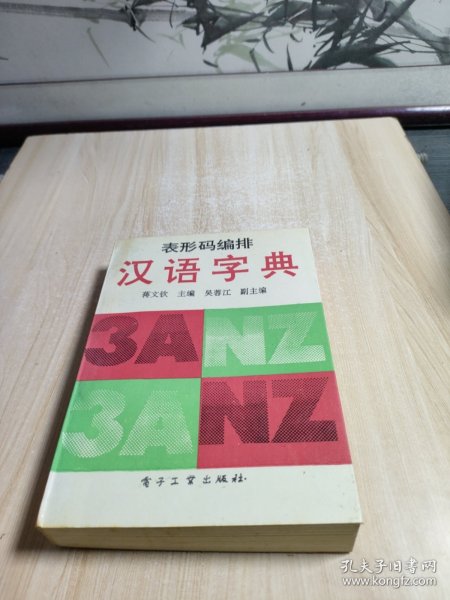 表形码编排
汉语字典
蒋文钦 主编 吴蓉江 副主编
3ANZ
3ANZ
電子工業出版社
孔夫子旧书网
www.kongfz.com